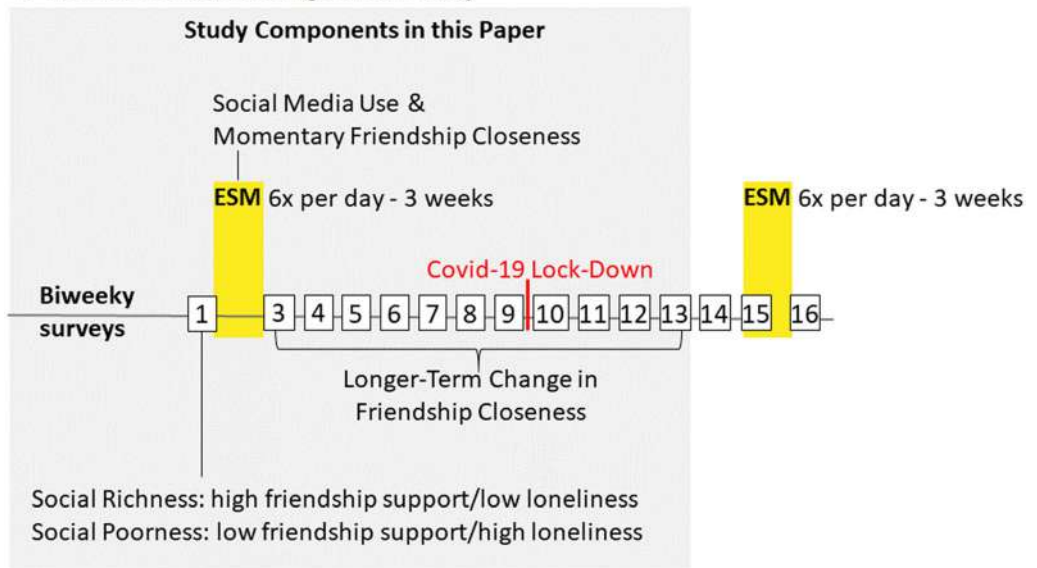 Study Components in this Paper
Social Media Use &
Momentary Friendship Closeness
ESM 6x per day - 3 weeks
ESM 6x per day - 3 weeks
Covid-19 Lock-Down
Biweeky
surveys
1 3 4 5 6 7 8 9 10 11 12 13 14 15 16
Longer-Term Change in
Friendship Closeness
Social Richness: high friendship support/low loneliness
Social Poorness: low friendship support/high loneliness